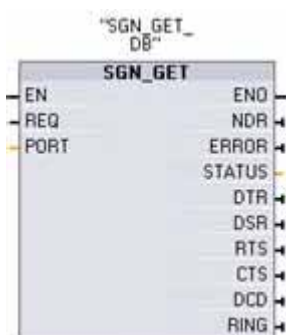 "SGN_GET_
DB"
SGN_GET
EN ENO
REQ NDR
PORT ERROR
STATUS
DTR
DSR
RTS
CTS
DCD
RING